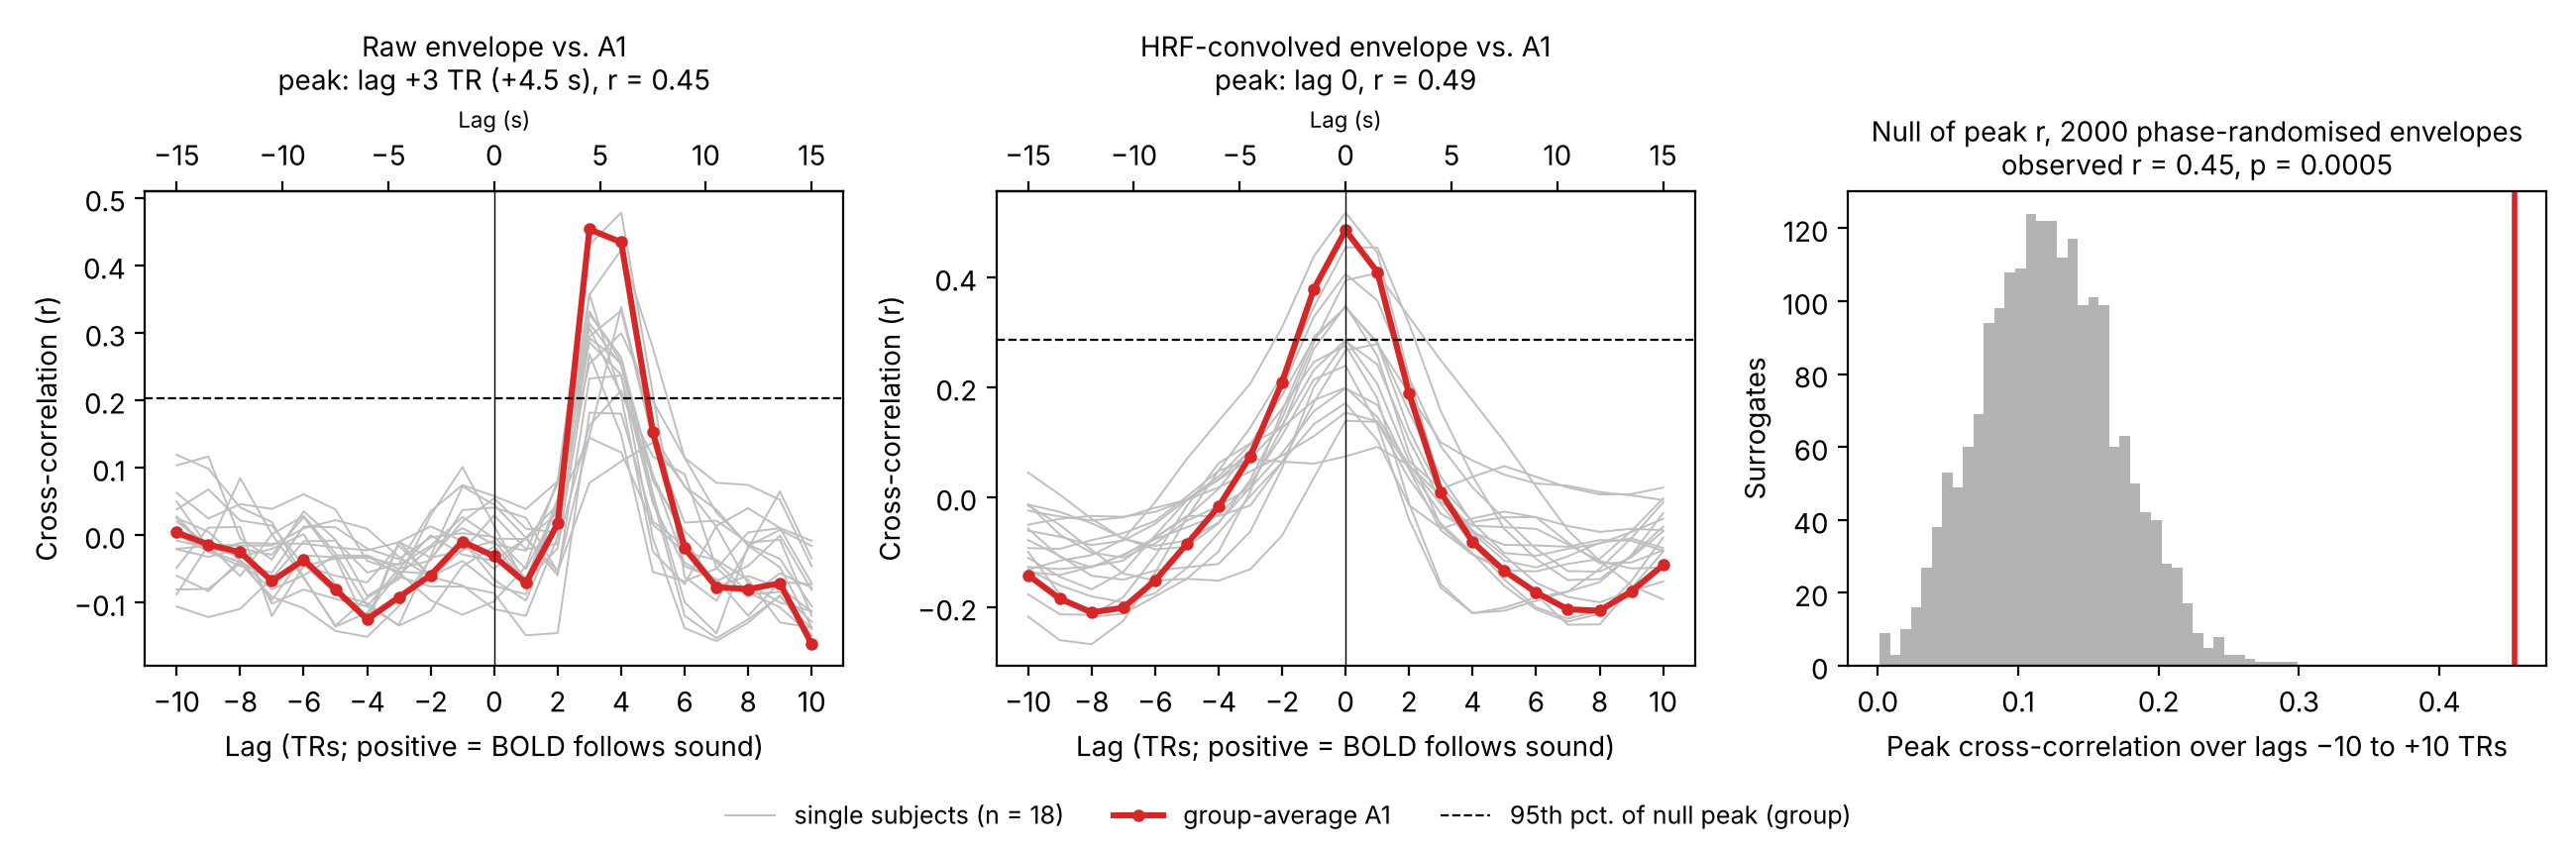 Raw envelope vs. A1
peak: lag +3 TR (+4.5 s), r = 0.45
Lag (s)
−15 −10 −5 0 5 10 15
0.5
0.4
0.3
0.2
0.1
0.0
−0.1
Cross-correlation (r)
−10 −8 −6 −4 −2 0 2 4 6 8 10
Lag (TRs; positive = BOLD follows sound)
HRF-convolved envelope vs. A1
peak: lag 0, r = 0.49
Lag (s)
−15 −10 −5 0 5 10 15
0.4
0.2
0.0
−0.2
Cross-correlation (r)
−10 −8 −6 −4 −2 0 2 4 6 8 10
Lag (TRs; positive = BOLD follows sound)
Null of peak r, 2000 phase-randomised envelopes
observed r = 0.45, p = 0.0005
120
100
80
60
40
20
0
Surrogates
0.0 0.1 0.2 0.3 0.4
Peak cross-correlation over lags −10 to +10 TRs
single subjects (n = 18)
group-average A1
95th pct. of null peak (group)